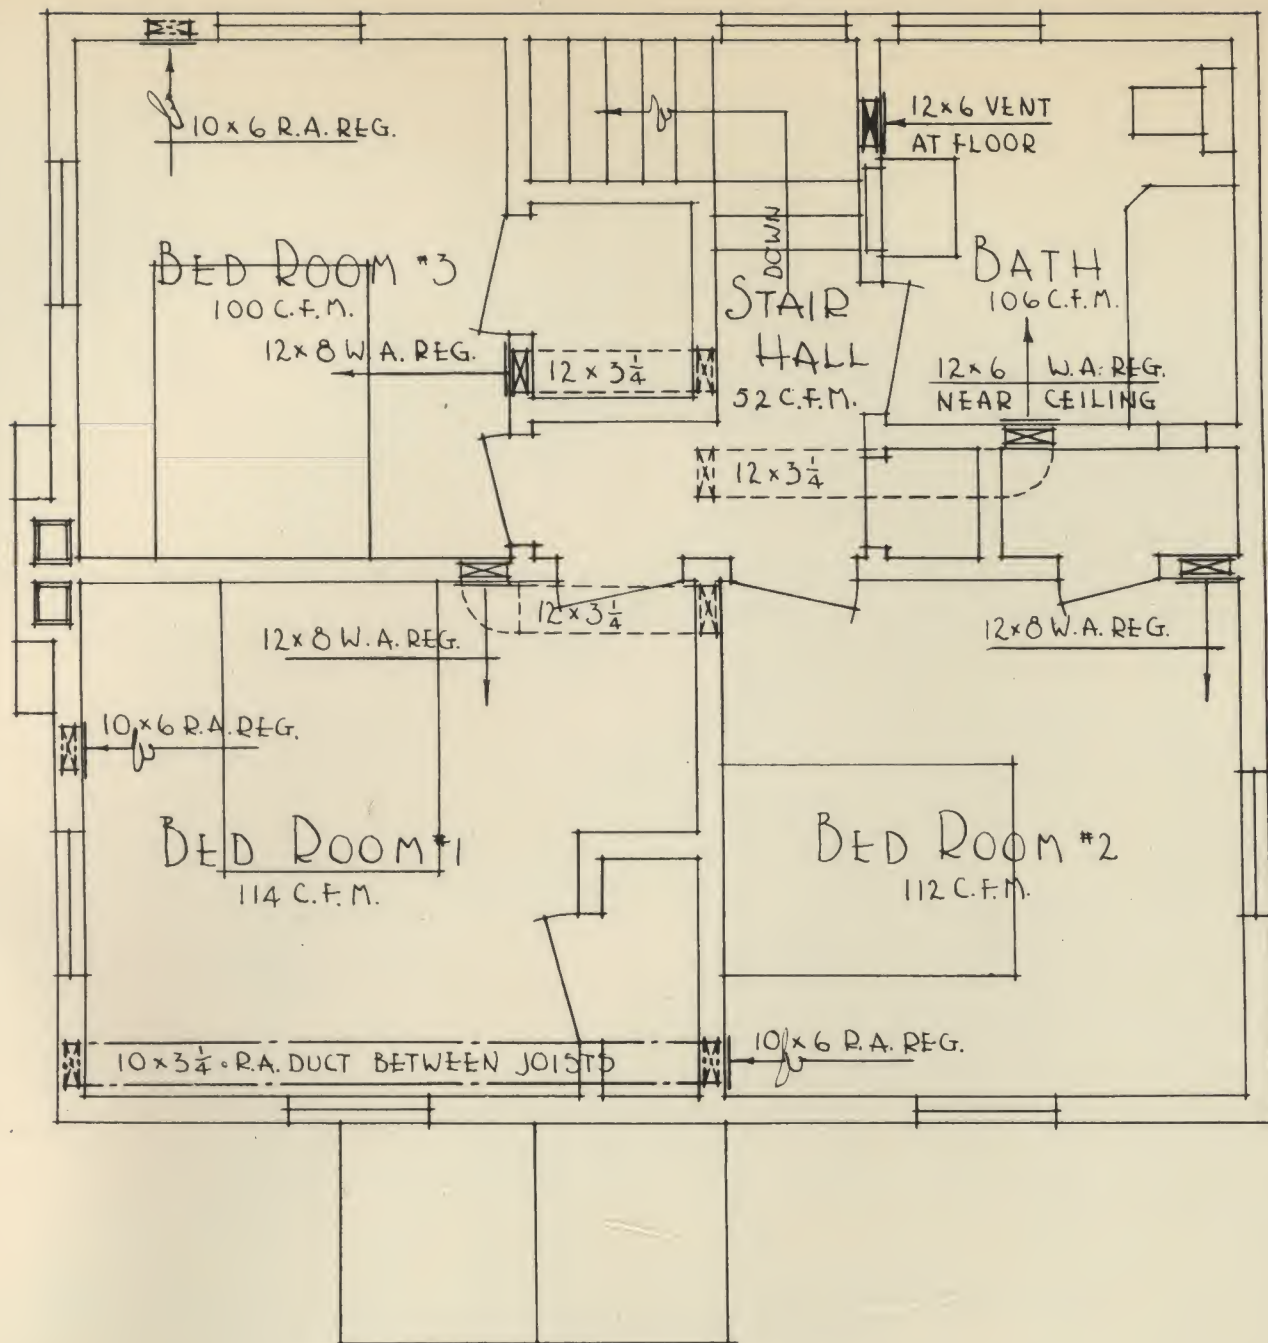 10 × 6 R.A. REG.
12 × 6 VENT
AT FLOOR
DOWN
BED ROOM #3
100 C.F.M.
BATH
106 C.F.M.
STAIR
HALL
52 C.F.M.
12 × 8 W.A. REG.
12 × 3 1/4
12 × 6 W.A. REG.
NEAR CEILING
12 × 3 1/4
12 × 3 1/4
12 × 8 W.A. REG.
12 × 8 W.A. REG.
10 × 6 R.A. REG.
BED ROOM #1
114 C.F.M.
BED ROOM #2
112 C.F.M.
10 × 3 1/4 . R.A. DUCT BETWEEN JOISTS
10 × 6 R.A. REG.